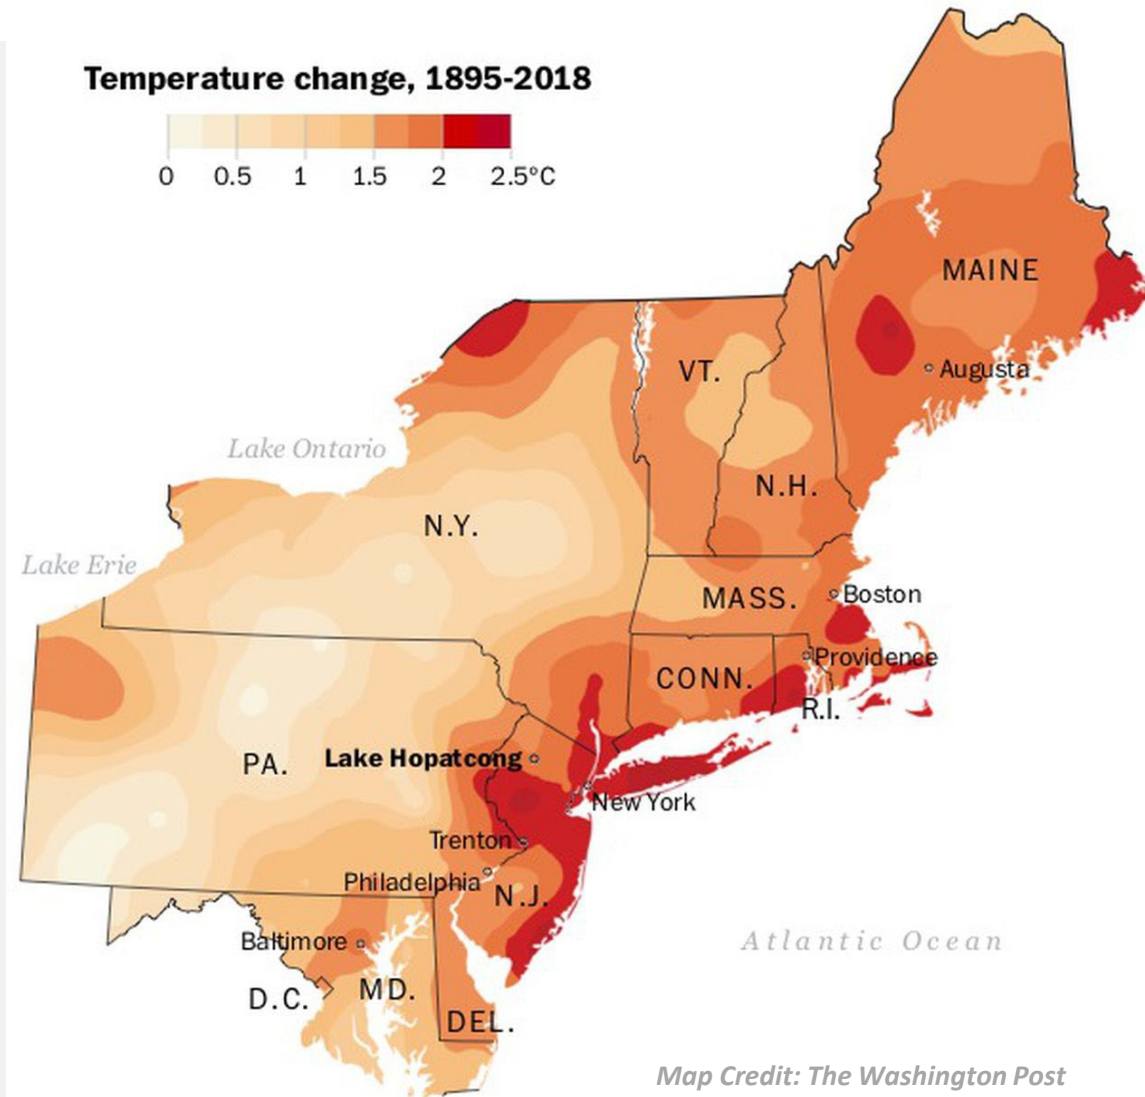 Temperature change, 1895-2018
0 0.5 1 1.5 2 2.5°C
MAINE
Augusta
VT.
Lake Ontario
N.H.
N.Y.
Lake Erie
MASS.
Boston
Providence
CONN.
R.I.
PA.
Lake Hopatcong
New York
Trenton
Philadelphia
N.J.
Baltimore
Atlantic Ocean
D.C.
MD.
DEL.
Map Credit: The Washington Post